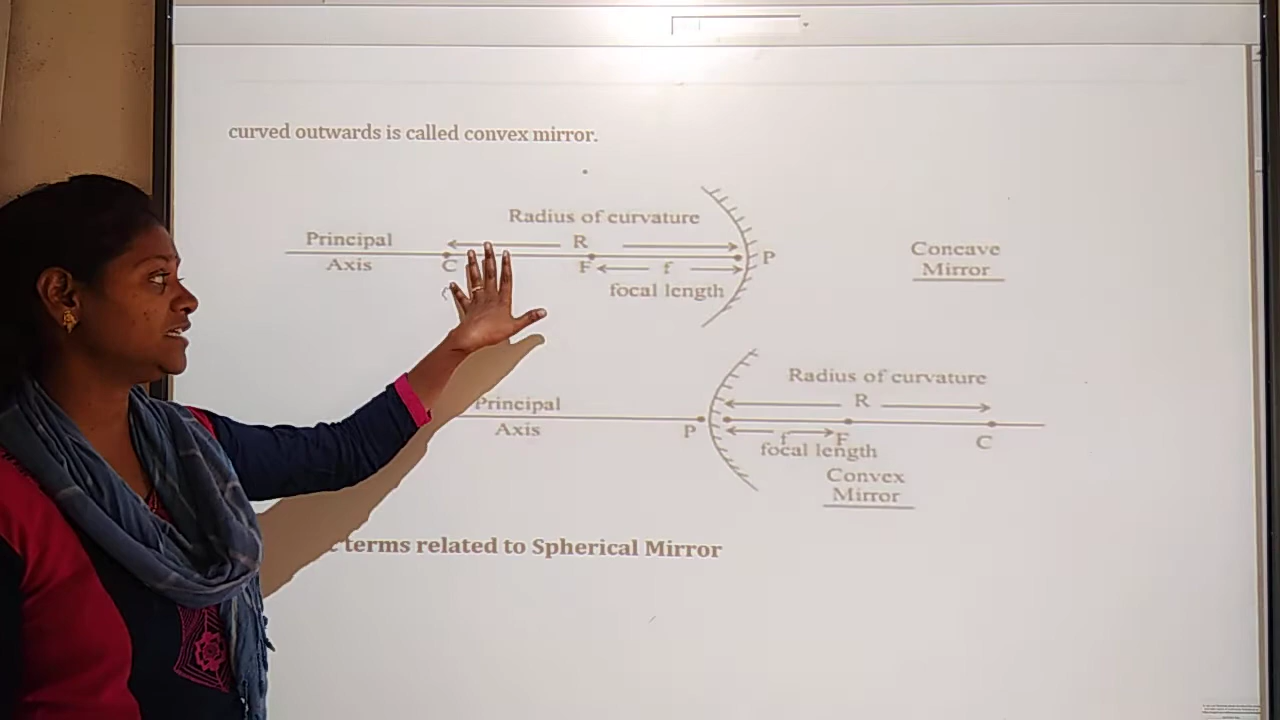 curved outwards is called convex mirror.
Radius of curvature
Principal
R
Axis
C
F
f
P
focal length
Concave
Mirror
Radius of curvature
Principal
R
Axis
P
f
F
C
focal length
Convex
Mirror
terms related to Spherical Mirror